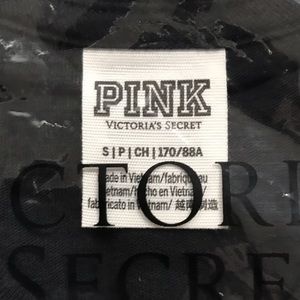 PINK
VICTORIA'S SECRET
S | P | CH | 170/88A
Made in Vietnam/fabriqué au
Vietnam/hecho en Vietnam/
fabricato in Vietnam/越南制造
CTORI
SECRE